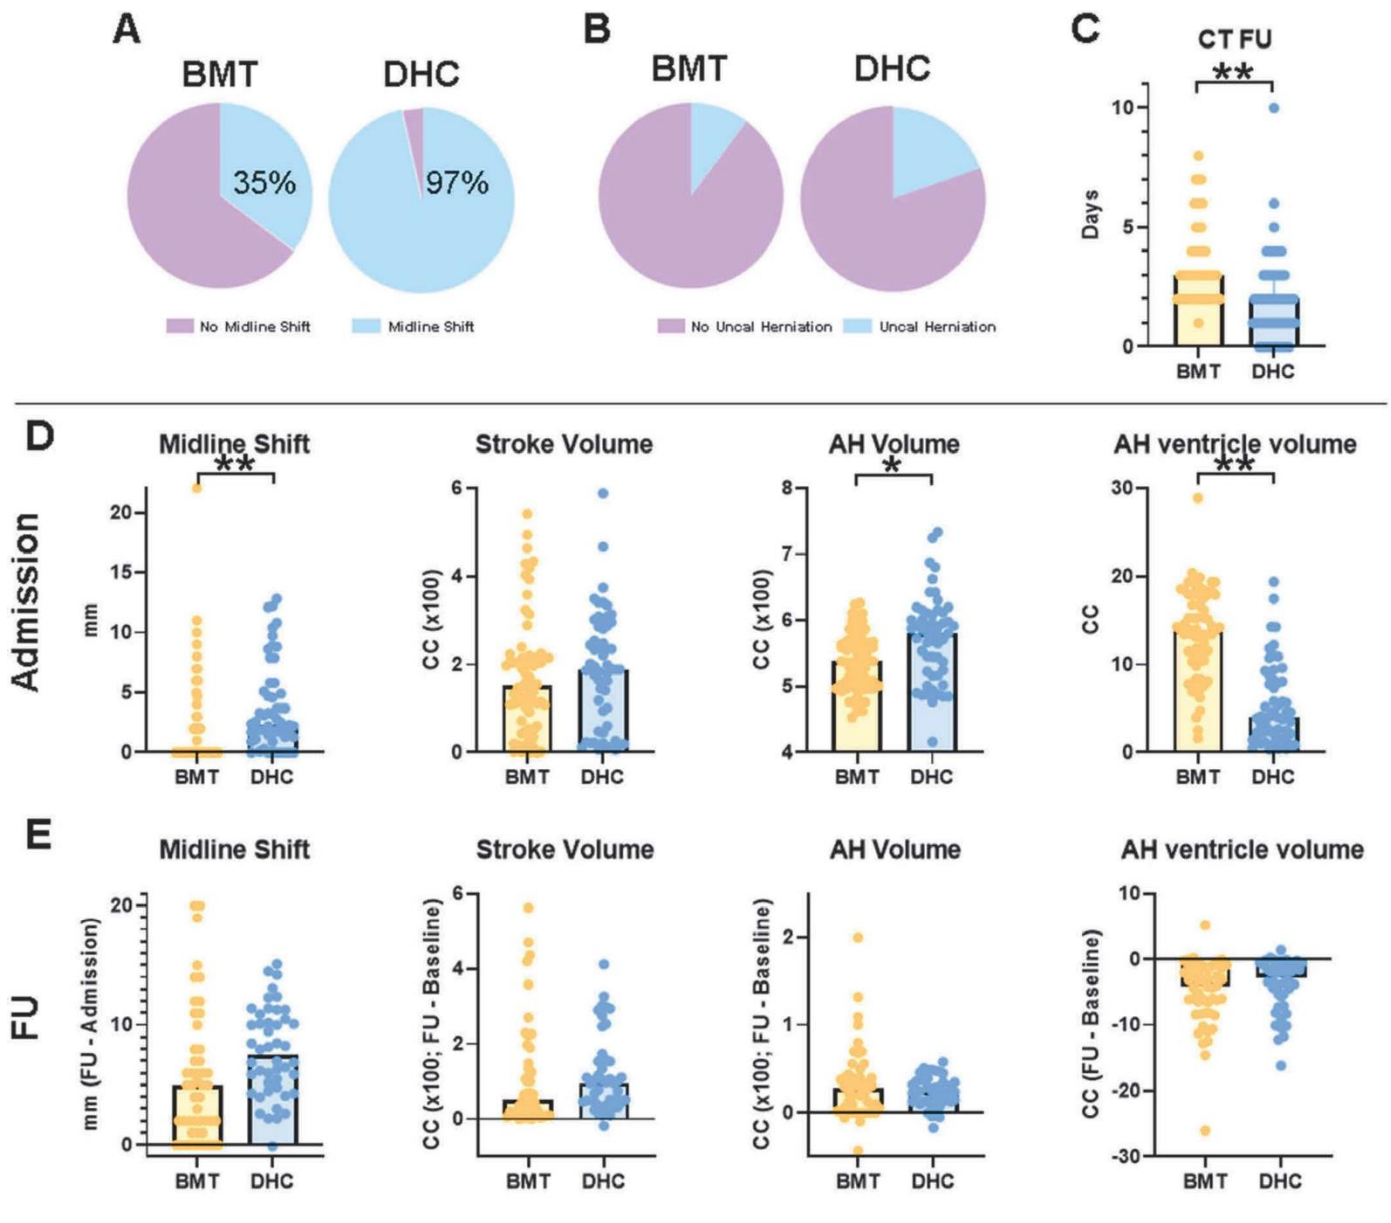 A
BMT
DHC
35%
97%
No Midline Shift
Midline Shift
B
BMT
DHC
No Uncal Herniation
Uncal Herniation
C
CT FU
**
Days
10
5
0
BMT
DHC
D
Admission
Midline Shift
**
mm
20
15
10
5
0
BMT
DHC
Stroke Volume
CC (x100)
6
4
2
0
BMT
DHC
AH Volume
*
CC (x100)
8
7
6
5
4
BMT
DHC
AH ventricle volume
**
CC
30
20
10
0
BMT
DHC
E
FU
Midline Shift
mm (FU - Admission)
20
10
0
BMT
DHC
Stroke Volume
CC (x100; FU - Baseline)
6
4
2
0
BMT
DHC
AH Volume
CC (x100; FU - Baseline)
2
1
0
BMT
DHC
AH ventricle volume
CC (FU - Baseline)
10
0
-10
-20
-30
BMT
DHC